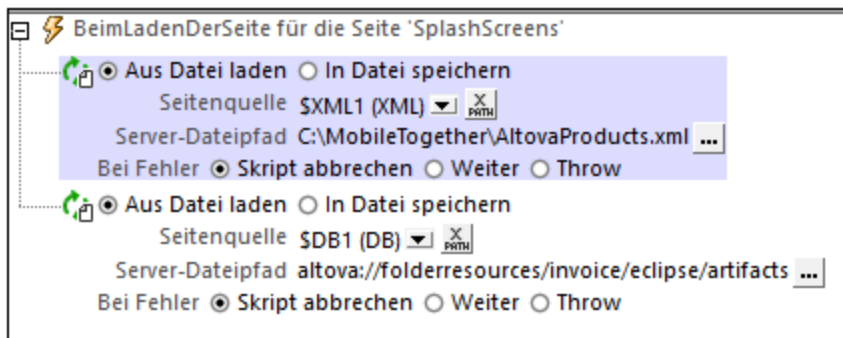 BeimLadenDerSeite für die Seite 'SplashScreens'
Aus Datei laden In Datei speichern
Seitenquelle $XML1 (XML) X PATH
Server-Dateipfad C:\MobileTogether\AltovaProducts.xml ...
Bei Fehler Skript abbrechen Weiter Throw
Aus Datei laden In Datei speichern
Seitenquelle $DB1 (DB) X PATH
Server-Dateipfad altova://folderresources/invoice/eclipse/artifacts ...
Bei Fehler Skript abbrechen Weiter Throw